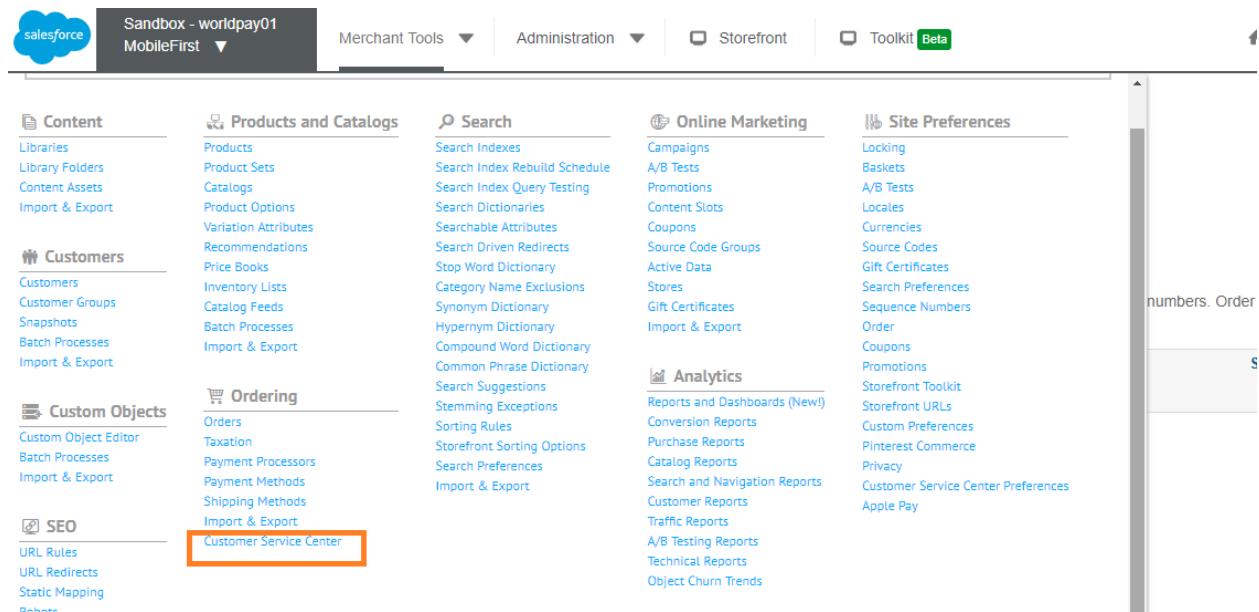 salesforce
Sandbox - worldpay01
MobileFirst ▼
Merchant Tools ▼
Administration ▼
Storefront
Toolkit Beta
Content
Libraries
Library Folders
Content Assets
Import & Export
Customers
Customers
Customer Groups
Snapshots
Batch Processes
Import & Export
Custom Objects
Custom Object Editor
Batch Processes
Import & Export
SEO
URL Rules
URL Redirects
Static Mapping
Robots
Products and Catalogs
Products
Product Sets
Catalogs
Product Options
Variation Attributes
Recommendations
Price Books
Inventory Lists
Catalog Feeds
Batch Processes
Import & Export
Ordering
Orders
Taxation
Payment Processors
Payment Methods
Shipping Methods
Import & Export
Customer Service Center
Search
Search Indexes
Search Index Rebuild Schedule
Search Index Query Testing
Search Dictionaries
Searchable Attributes
Search Driven Redirects
Stop Word Dictionary
Category Name Exclusions
Synonym Dictionary
Hypernym Dictionary
Compound Word Dictionary
Common Phrase Dictionary
Search Suggestions
Stemming Exceptions
Sorting Rules
Storefront Sorting Options
Search Preferences
Import & Export
Online Marketing
Campaigns
A/B Tests
Promotions
Content Slots
Coupons
Source Code Groups
Active Data
Stores
Gift Certificates
Import & Export
Analytics
Reports and Dashboards (New!)
Conversion Reports
Purchase Reports
Catalog Reports
Search and Navigation Reports
Customer Reports
Traffic Reports
A/B Testing Reports
Technical Reports
Object Churn Trends
Site Preferences
Locking
Baskets
A/B Tests
Locales
Currencies
Source Codes
Gift Certificates
Search Preferences
Sequence Numbers
Order
Coupons
Promotions
Storefront Toolkit
Storefront URLs
Custom Preferences
Pinterest Commerce
Privacy
Customer Service Center Preferences
Apple Pay
numbers. Order